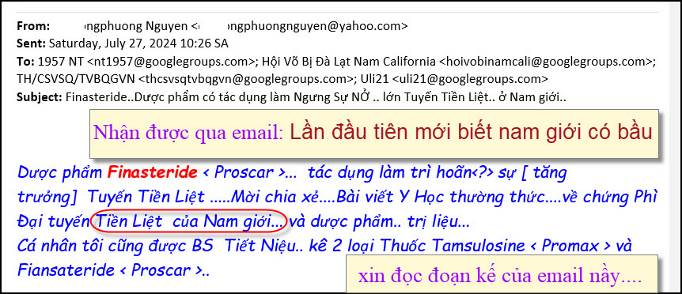 From: ngphuong Nguyen < ngphuongnguyen@yahoo.com>
Sent: Saturday, July 27, 2024 10:26 SA
To: 1957 NT <nt1957@googlegroups.com>; Hội Võ Bị Đà Lạt Nam California <hoivobinamcali@googlegroups.com>;
TH/CSVSQ/TVBQGVN <thcsvsqtvbqgvn@googlegroups.com>; Uli21 <uli21@googlegroups.com>
Subject: Finasteride..Dược phẩm có tác dụng làm Ngưng Sự NỞ .. lớn Tuyến Tiền Liệt.. ở Nam giới..
Nhận được qua email: Lần đầu tiên mới biết nam giới có bầu
Dược phẩm Finasteride < Proscar >... tác dụng làm trì hoãn<?> sự [ tăng
trưởng] Tuyến Tiền Liệt .....Mời chia xẻ....Bài viết Y Học thường thức....về chứng Phì
Đại tuyến Tiền Liệt của Nam giới... và dược phẩm.. trị liệu...
Cá nhân tôi cũng được BS Tiết Niệu.. kê 2 loại Thuốc Tamsulosine < Promax > và
Fiansateride < Proscar >..
xin đọc đoạn kế của email nầy....